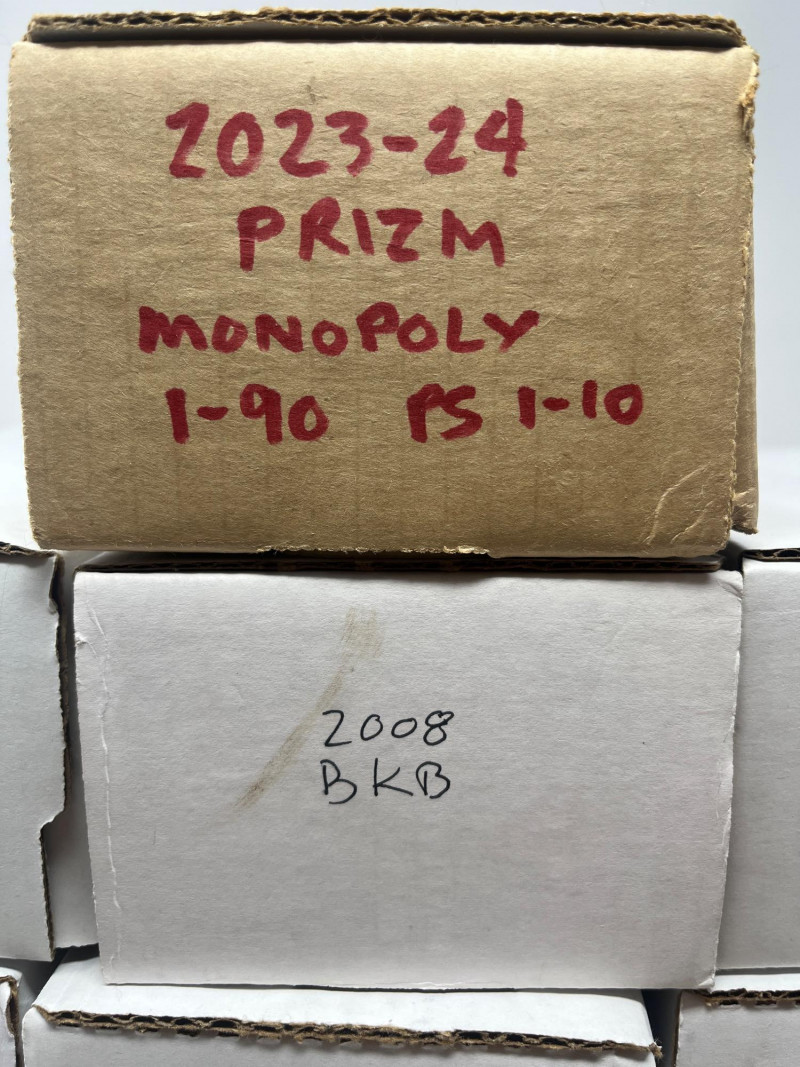 2023-24
PRIZM
MONOPOLY
1-90 PS 1-10
2008
BKB